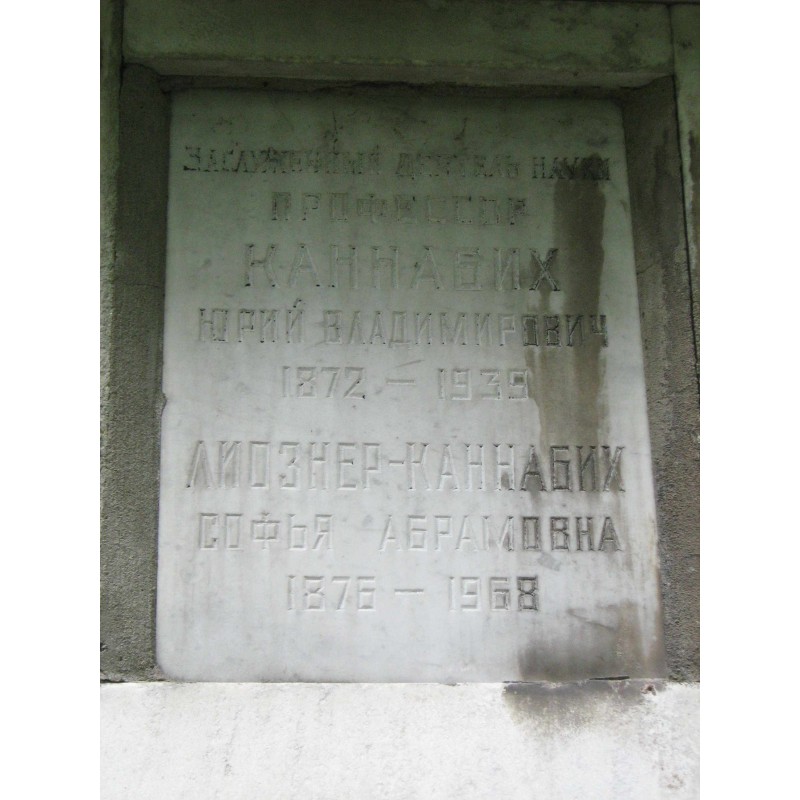 ЗАСЛУЖЕННЫЙ ДЕЯТЕЛЬ НАУКИ
ПРОФЕССОР
КАННАБИХ
ЮРИЙ ВЛАДИМИРОВИЧ
1872 — 1939
ЛИОЗНЕР-КАННАБИХ
СОФЬЯ АБРАМОВНА
1876 — 1968